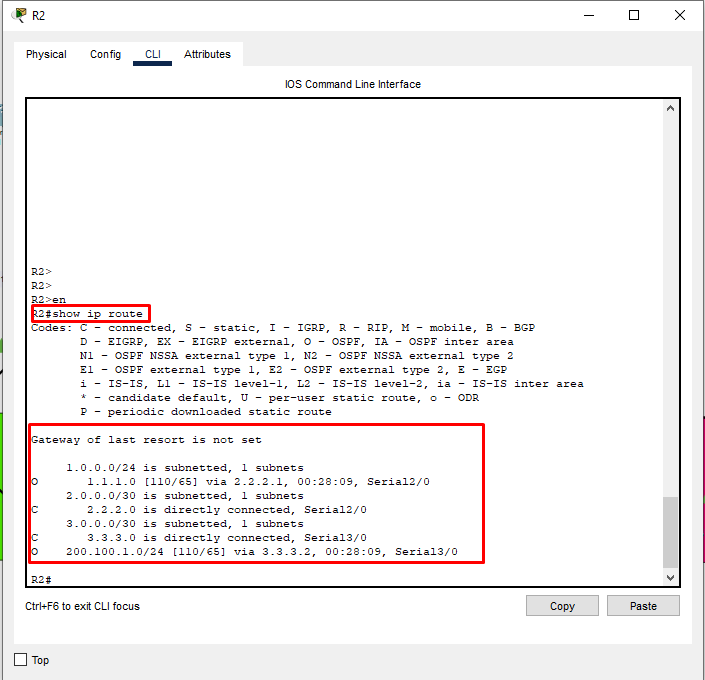 R2
Physical Config CLI Attributes
IOS Command Line Interface
R2>
R2>
R2>en
R2#show ip route
Codes: C - connected, S - static, I - IGRP, R - RIP, M - mobile, B - BGP
       D - EIGRP, EX - EIGRP external, O - OSPF, IA - OSPF inter area
       N1 - OSPF NSSA external type 1, N2 - OSPF NSSA external type 2
       E1 - OSPF external type 1, E2 - OSPF external type 2, E - EGP
       i - IS-IS, L1 - IS-IS level-1, L2 - IS-IS level-2, ia - IS-IS inter area
       * - candidate default, U - per-user static route, o - ODR
       P - periodic downloaded static route
Gateway of last resort is not set
     1.0.0.0/24 is subnetted, 1 subnets
O       1.1.1.0 [110/65] via 2.2.2.1, 00:28:09, Serial2/0
     2.0.0.0/30 is subnetted, 1 subnets
C       2.2.2.0 is directly connected, Serial2/0
     3.0.0.0/30 is subnetted, 1 subnets
C       3.3.3.0 is directly connected, Serial3/0
O    200.100.1.0/24 [110/65] via 3.3.3.2, 00:28:09, Serial3/0
R2#
Ctrl+F6 to exit CLI focus
Copy Paste
Top